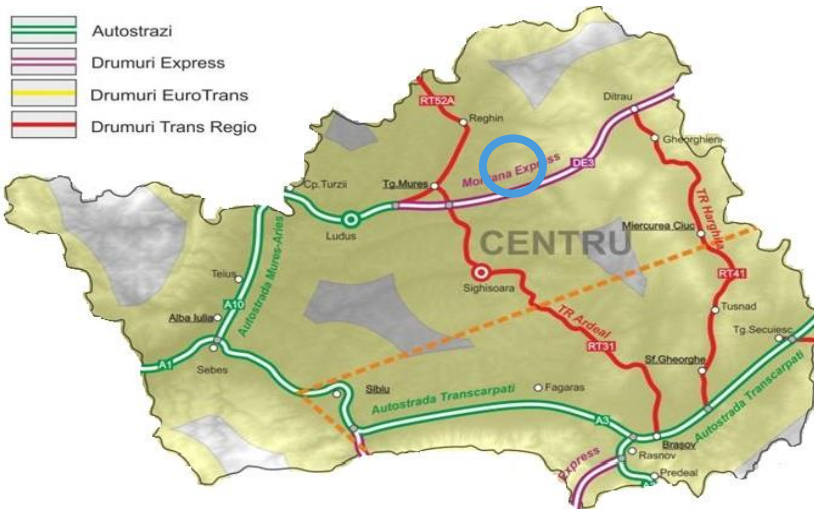 Autostrazi
Drumuri Express
Drumuri EuroTrans
Drumuri Trans Regio
RT52A
Reghin
Ditrau
Gheorghieni
Montana Express
DE3
Cp.Turzii
Tg.Mures
Ludus
CENTRU
TR Harghita
Miercurea Ciuc
Teius
Autostrada Mures-Aries
Sighisoara
RT41
A10
Alba Iulia
TR Ardeal
Tusnad
Tg.Secuiesc
A1
Sebes
RT31
Sf.Gheorghe
Sibiu
Autostrada Transcarpati
Fagaras
A3
Autostrada Transcarpati
Brasov
Rasnov
Express
Predeal